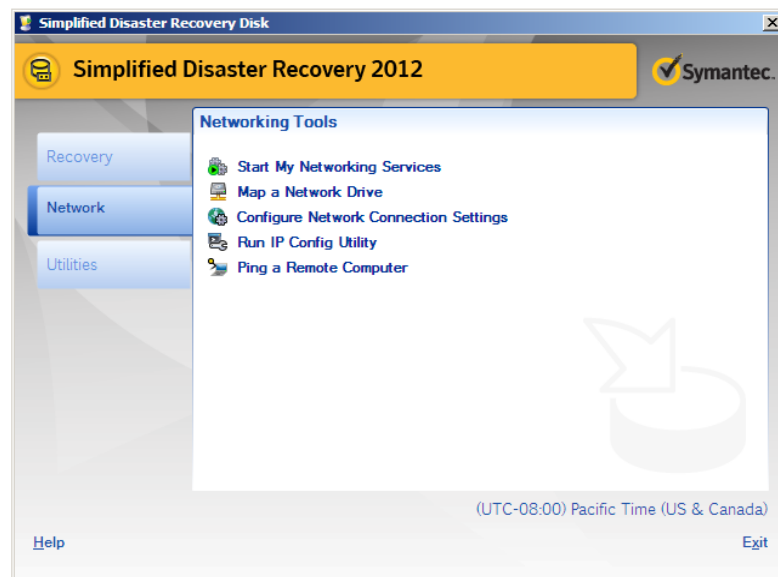 Simplified Disaster Recovery Disk
Simplified Disaster Recovery 2012
Symantec.
Networking Tools
Recovery
Network
Utilities
Start My Networking Services
Map a Network Drive
Configure Network Connection Settings
Run IP Config Utility
Ping a Remote Computer
(UTC-08:00) Pacific Time (US & Canada)
Help
Exit